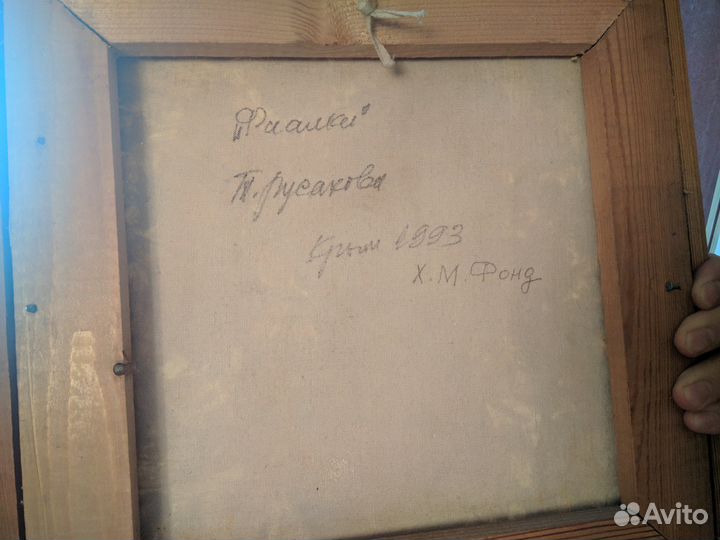 „Фиалки"
Т. Русакова
Крым 1993
Х.М. Фонд
Avito